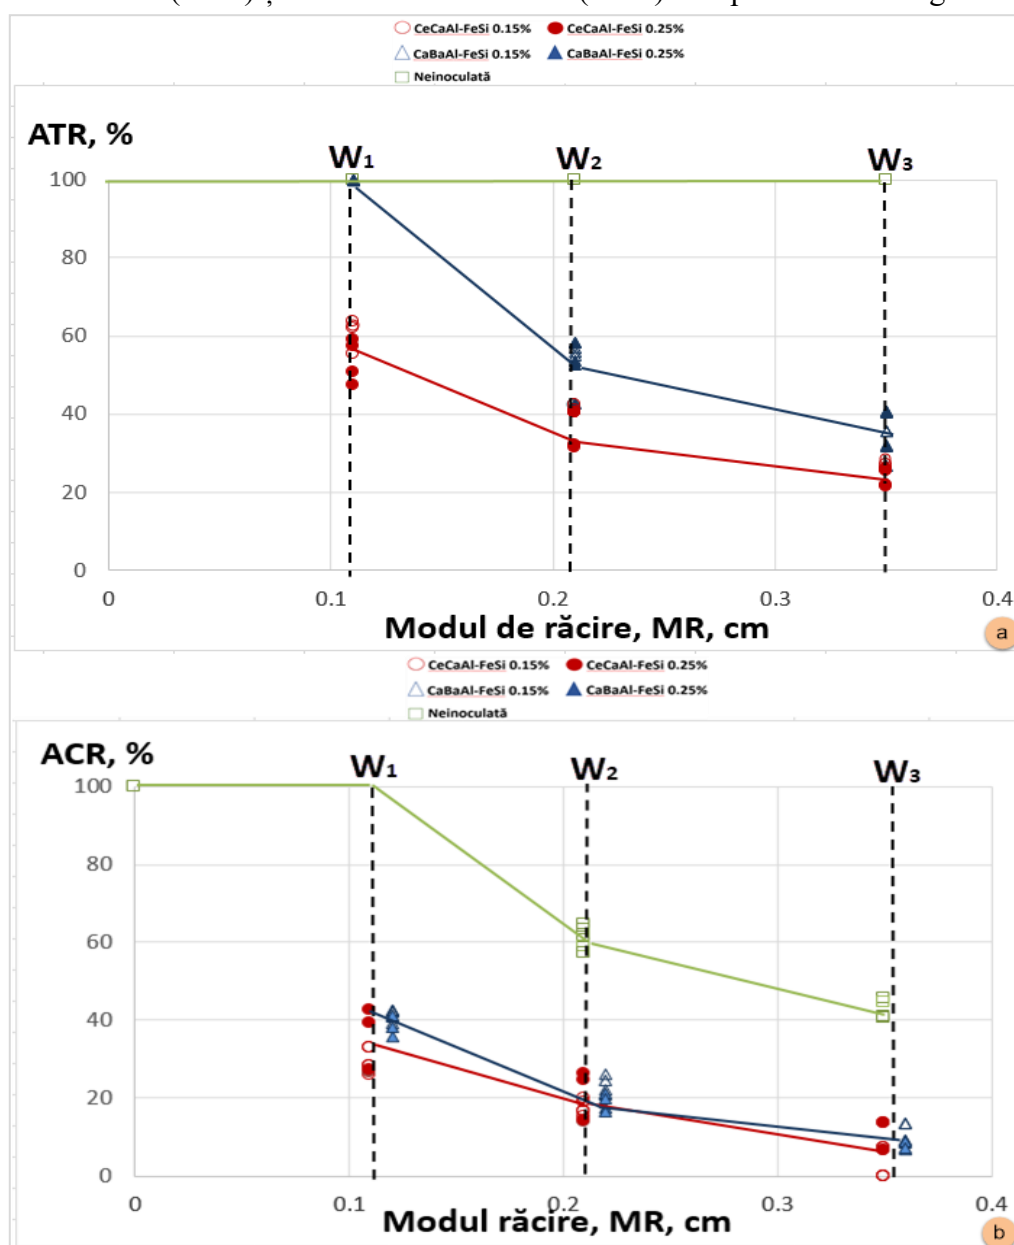 CeCaAl-FeSi 0.15% CeCaAl-FeSi 0.25%
CaBaAl-FeSi 0.15% CaBaAl-FeSi 0.25%
Neinoculată
ATR, %
W1 W2 W3
100
80
60
40
20
0
0 0.1 0.2 0.3 0.4
Modul de răcire, MR, cm
a
CeCaAl-FeSi 0.15% CeCaAl-FeSi 0.25%
CaBaAl-FeSi 0.15% CaBaAl-FeSi 0.25%
Neinoculată
ACR, %
W1 W2 W3
100
80
60
40
20
0
0 0.1 0.2 0.3 0.4
Modul răcire, MR, cm
b